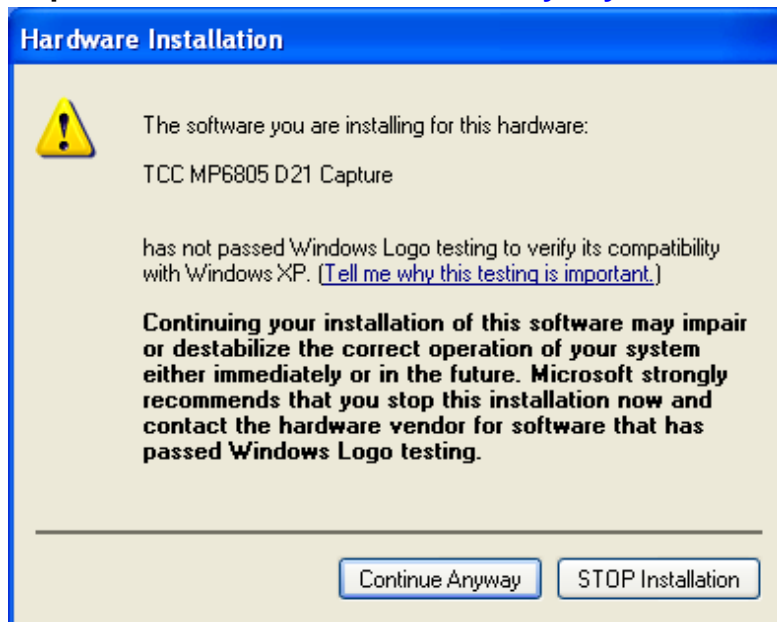 Hardware Installation
The software you are installing for this hardware:
TCC MP6805 D21 Capture
has not passed Windows Logo testing to verify its compatibility
with Windows XP. (Tell me why this testing is important.)
Continuing your installation of this software may impair
or destabilize the correct operation of your system
either immediately or in the future. Microsoft strongly
recommends that you stop this installation now and
contact the hardware vendor for software that has
passed Windows Logo testing.
Continue Anyway
STOP Installation